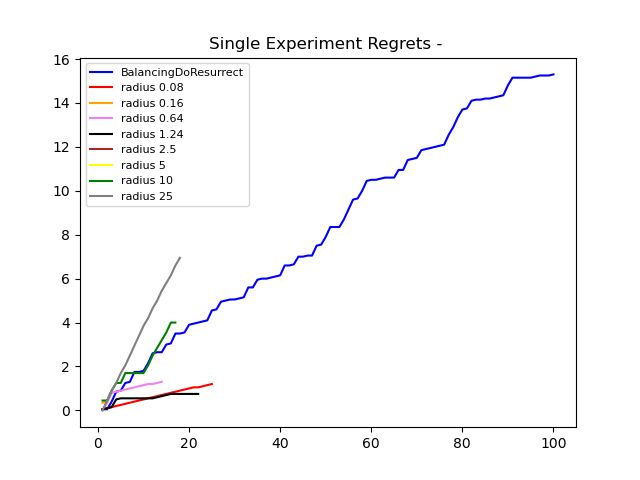 Single Experiment Regrets -
16
14
12
10
8
6
4
2
0
BalancingDoResurrect
radius 0.08
radius 0.16
radius 0.64
radius 1.24
radius 2.5
radius 5
radius 10
radius 25
0 20 40 60 80 100